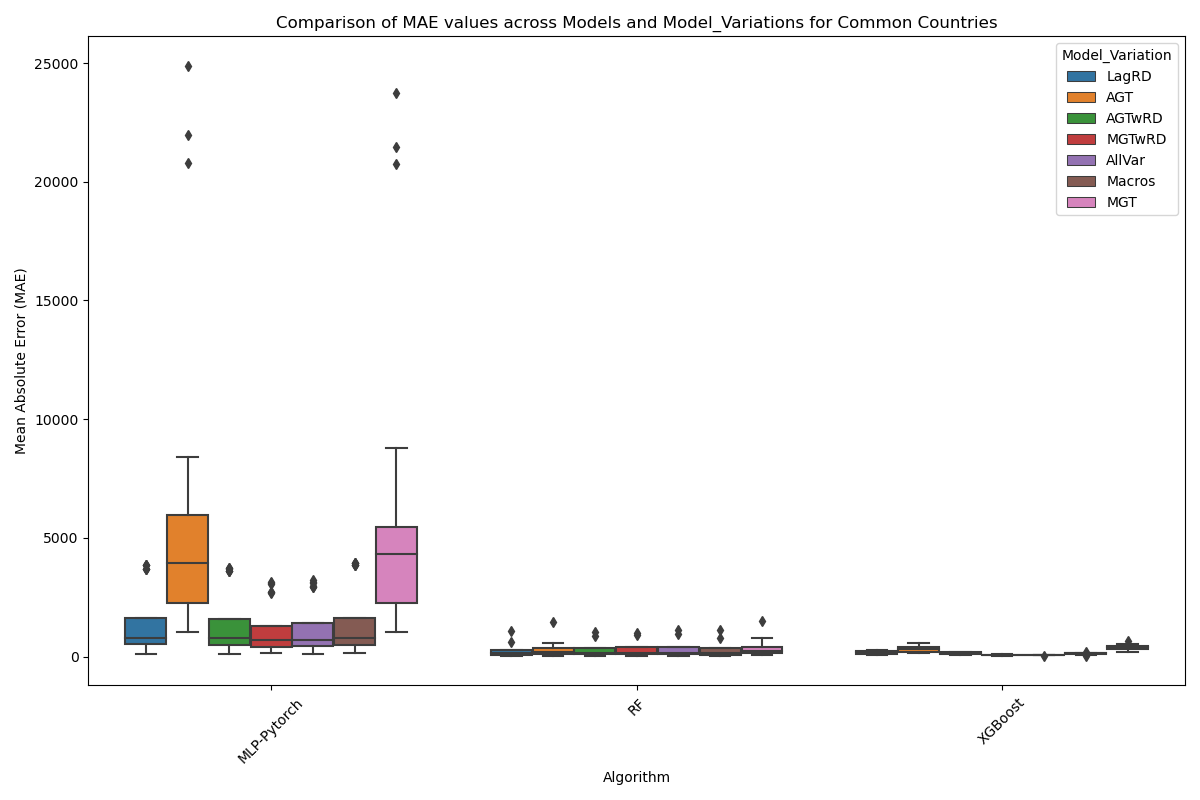 Comparison of MAE values across Models and Model_Variations for Common Countries
Model_Variation
LagRD
AGT
AGTwRD
MGTwRD
AllVar
Macros
MGT
Mean Absolute Error (MAE)
25000
20000
15000
10000
5000
0
MLP-Pytorch
RF
XGBoost
Algorithm